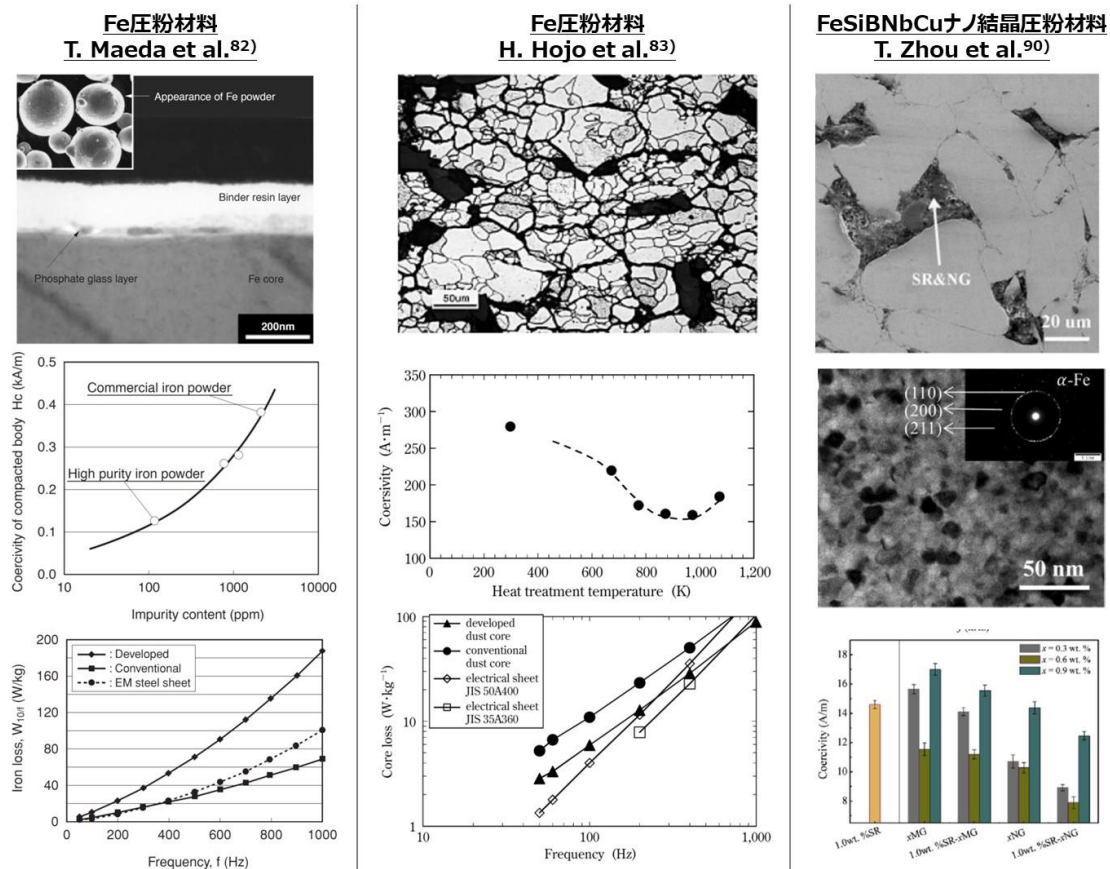 Fe圧粉材料
T. Maeda et al.82)
Appearance of Fe powder
Binder resin layer
Phosphate glass layer
Fe core
200nm
Coercivity of compacted body Hc (kA/m)
0.5
0.4
0.3
0.2
0.1
0.0
Commercial iron powder
High purity iron powder
10
100
1000
10000
Impurity content (ppm)
Iron loss, W10/f (W/kg)
200
160
120
80
40
0
: Developed
: Conventional
: EM steel sheet
0
200
400
600
800
1000
Frequency, f (Hz)
Fe圧粉材料
H. Hojo et al.83)
50um
Coersivity (A·m−1)
350
300
250
200
150
100
0
200
400
600
800
1,000
1,200
Heat treatment temperature (K)
Core loss (W·kg−1)
100
10
1
developed
dust core
conventional
dust core
electrical sheet
JIS 50A400
electrical sheet
JIS 35A360
10
100
1,000
Frequency (Hz)
FeSiBNbCuナノ結晶圧粉材料
T. Zhou et al.90)
SR&NG
20 um
α-Fe
(110)
(200)
(211)
50 nm
Coercivity (A/m)
16
14
12
10
8
x = 0.3 wt. %
x = 0.6 wt. %
x = 0.9 wt. %
1.0wt. %SR
xMG
1.0wt. %SR-xMG
xNG
1.0wt. %SR-xNG